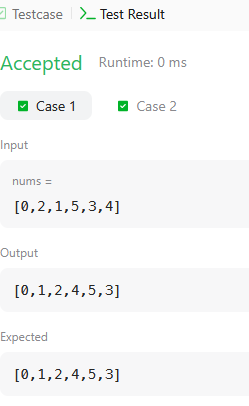 Testcase
Test Result
Accepted Runtime: 0 ms
Case 1 Case 2
Input
nums =
[0,2,1,5,3,4]
Output
[0,1,2,4,5,3]
Expected
[0,1,2,4,5,3]